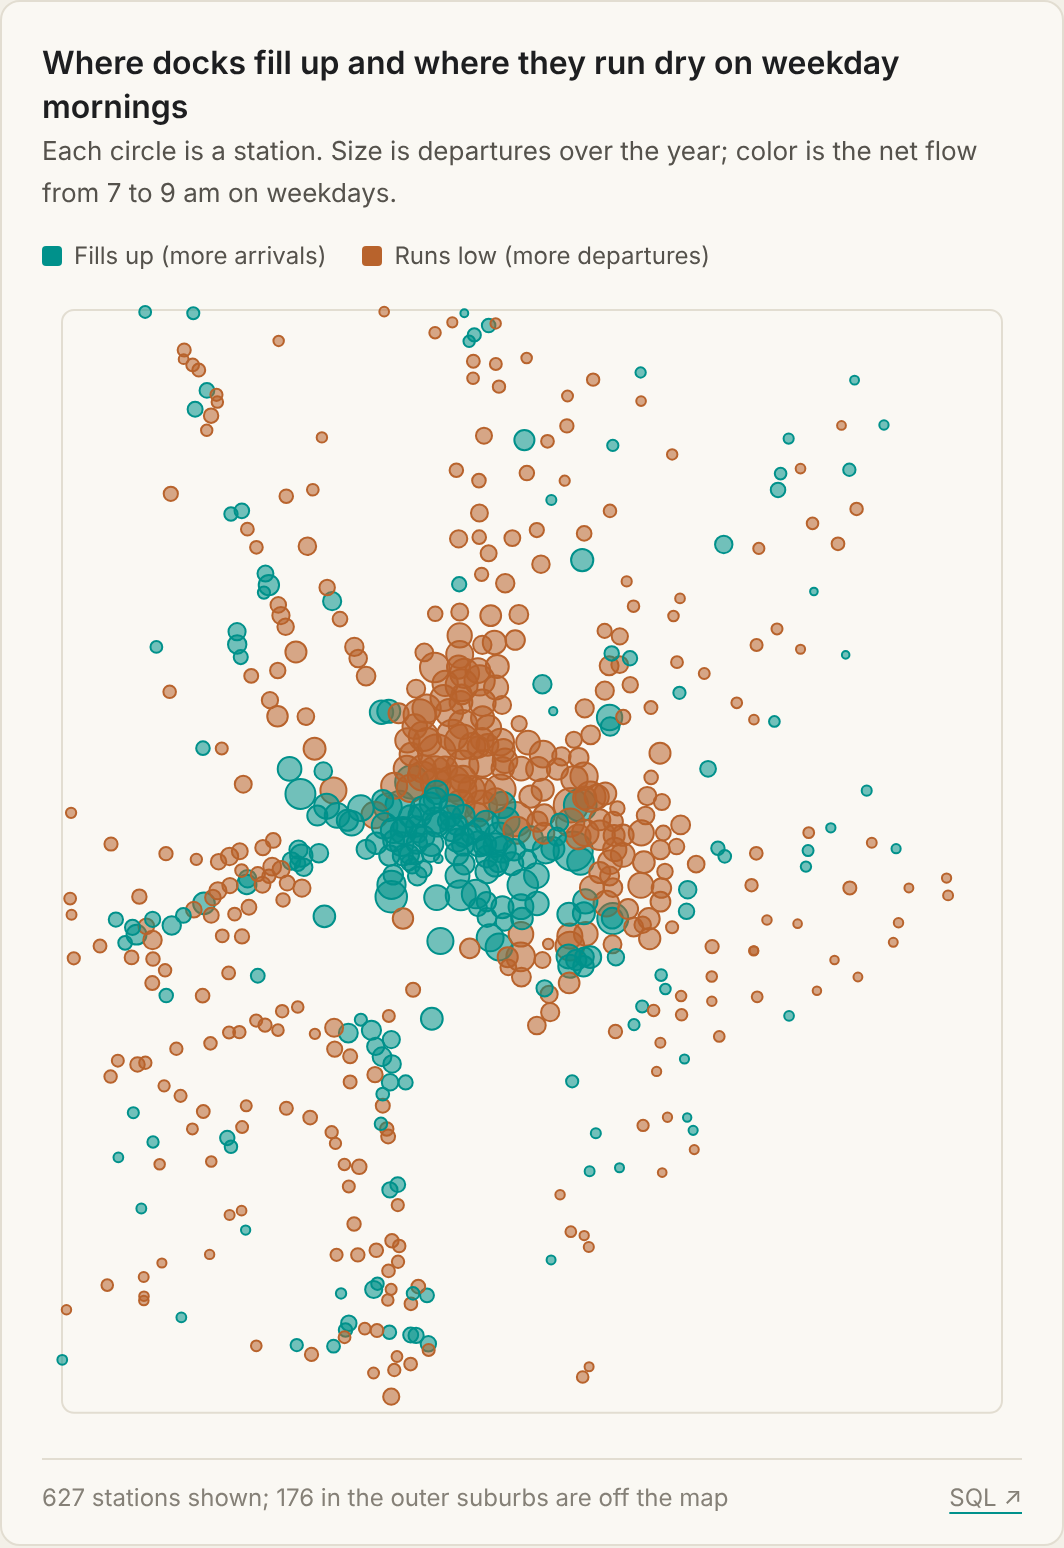 Where docks fill up and where they run dry on weekday
mornings
Each circle is a station. Size is departures over the year; color is the net flow
from 7 to 9 am on weekdays.
Fills up (more arrivals) Runs low (more departures)
627 stations shown; 176 in the outer suburbs are off the map SQL ↗